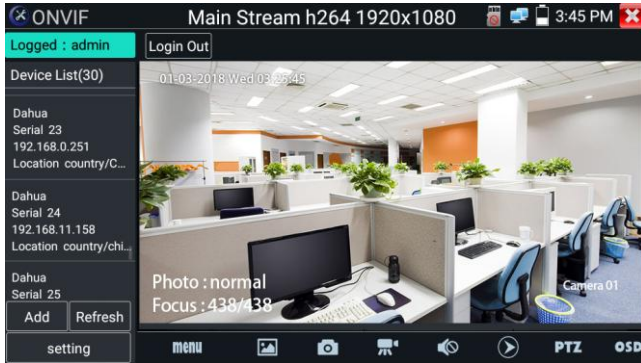 ONVIF
Main Stream h264 1920x1080
3:45 PM
Logged : admin
Login Out
Device List(30)
01-03-2018 Wed 03:25:45
Dahua
Serial 23
192.168.0.251
Location country/C...
Dahua
Serial 24
192.168.11.158
Location country/chi...
Dahua
Serial 25
Photo : normal
Focus : 438/438
Camera 01
Add
Refresh
setting
menu
PTZ
OSD